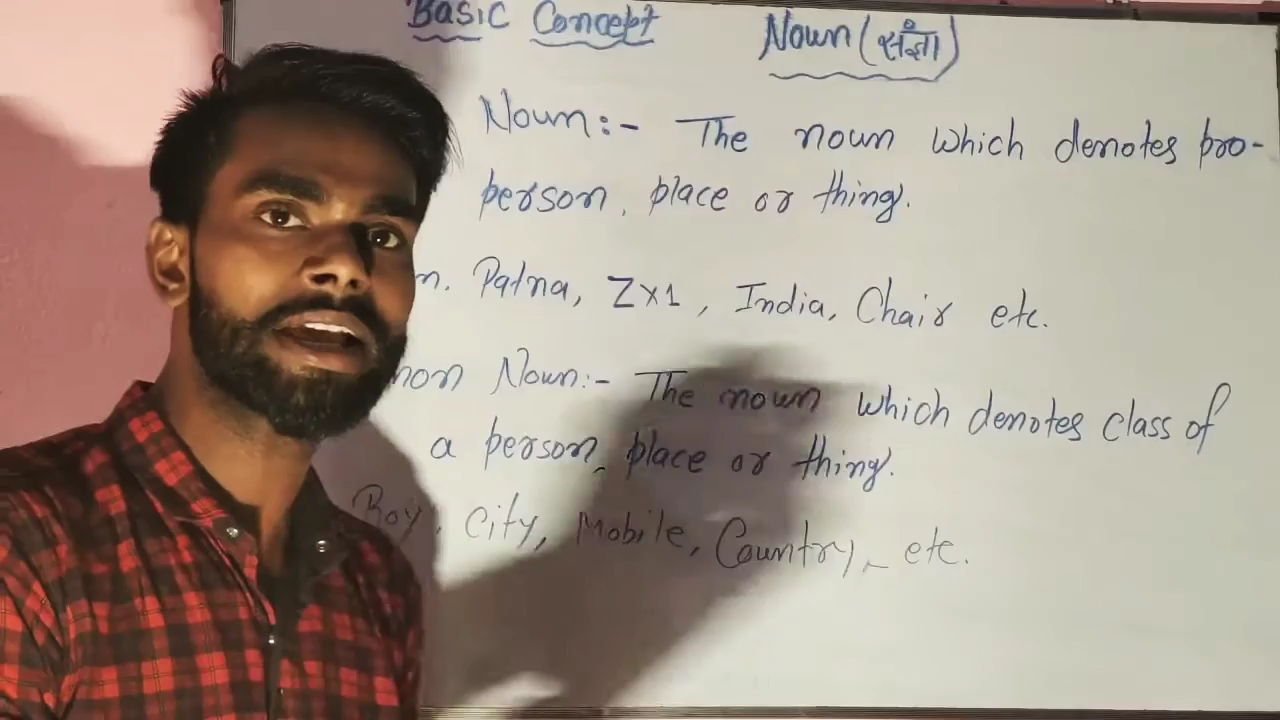 Basic Concept Noun (संज्ञा)
Noun:- The noun which denotes pro-
person, place or thing.
n. Patna, Zx1, India, Chair etc.
mon Noun:- The noun which denotes class of
a person, place or thing.
Boy, City, Mobile, Country, etc.